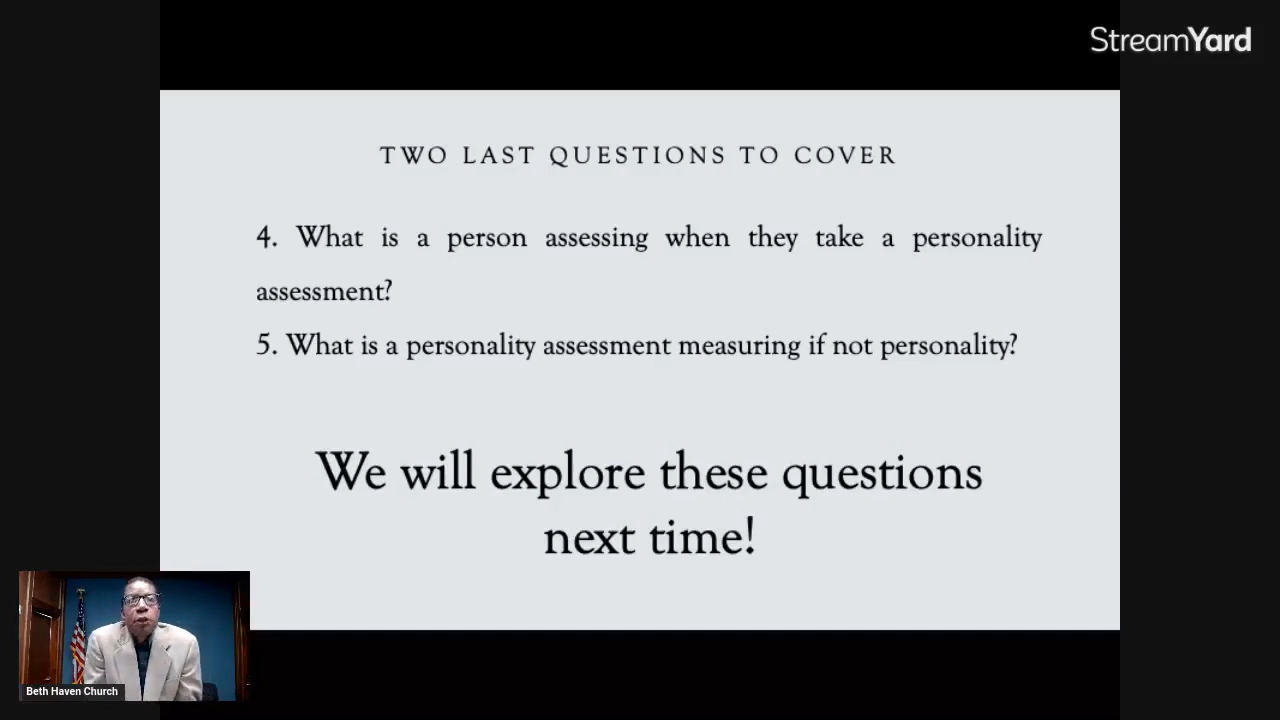 StreamYard
TWO LAST QUESTIONS TO COVER
4. What is a person assessing when they take a personality
assessment?
5. What is a personality assessment measuring if not personality?
We will explore these questions
next time!
Beth Haven Church